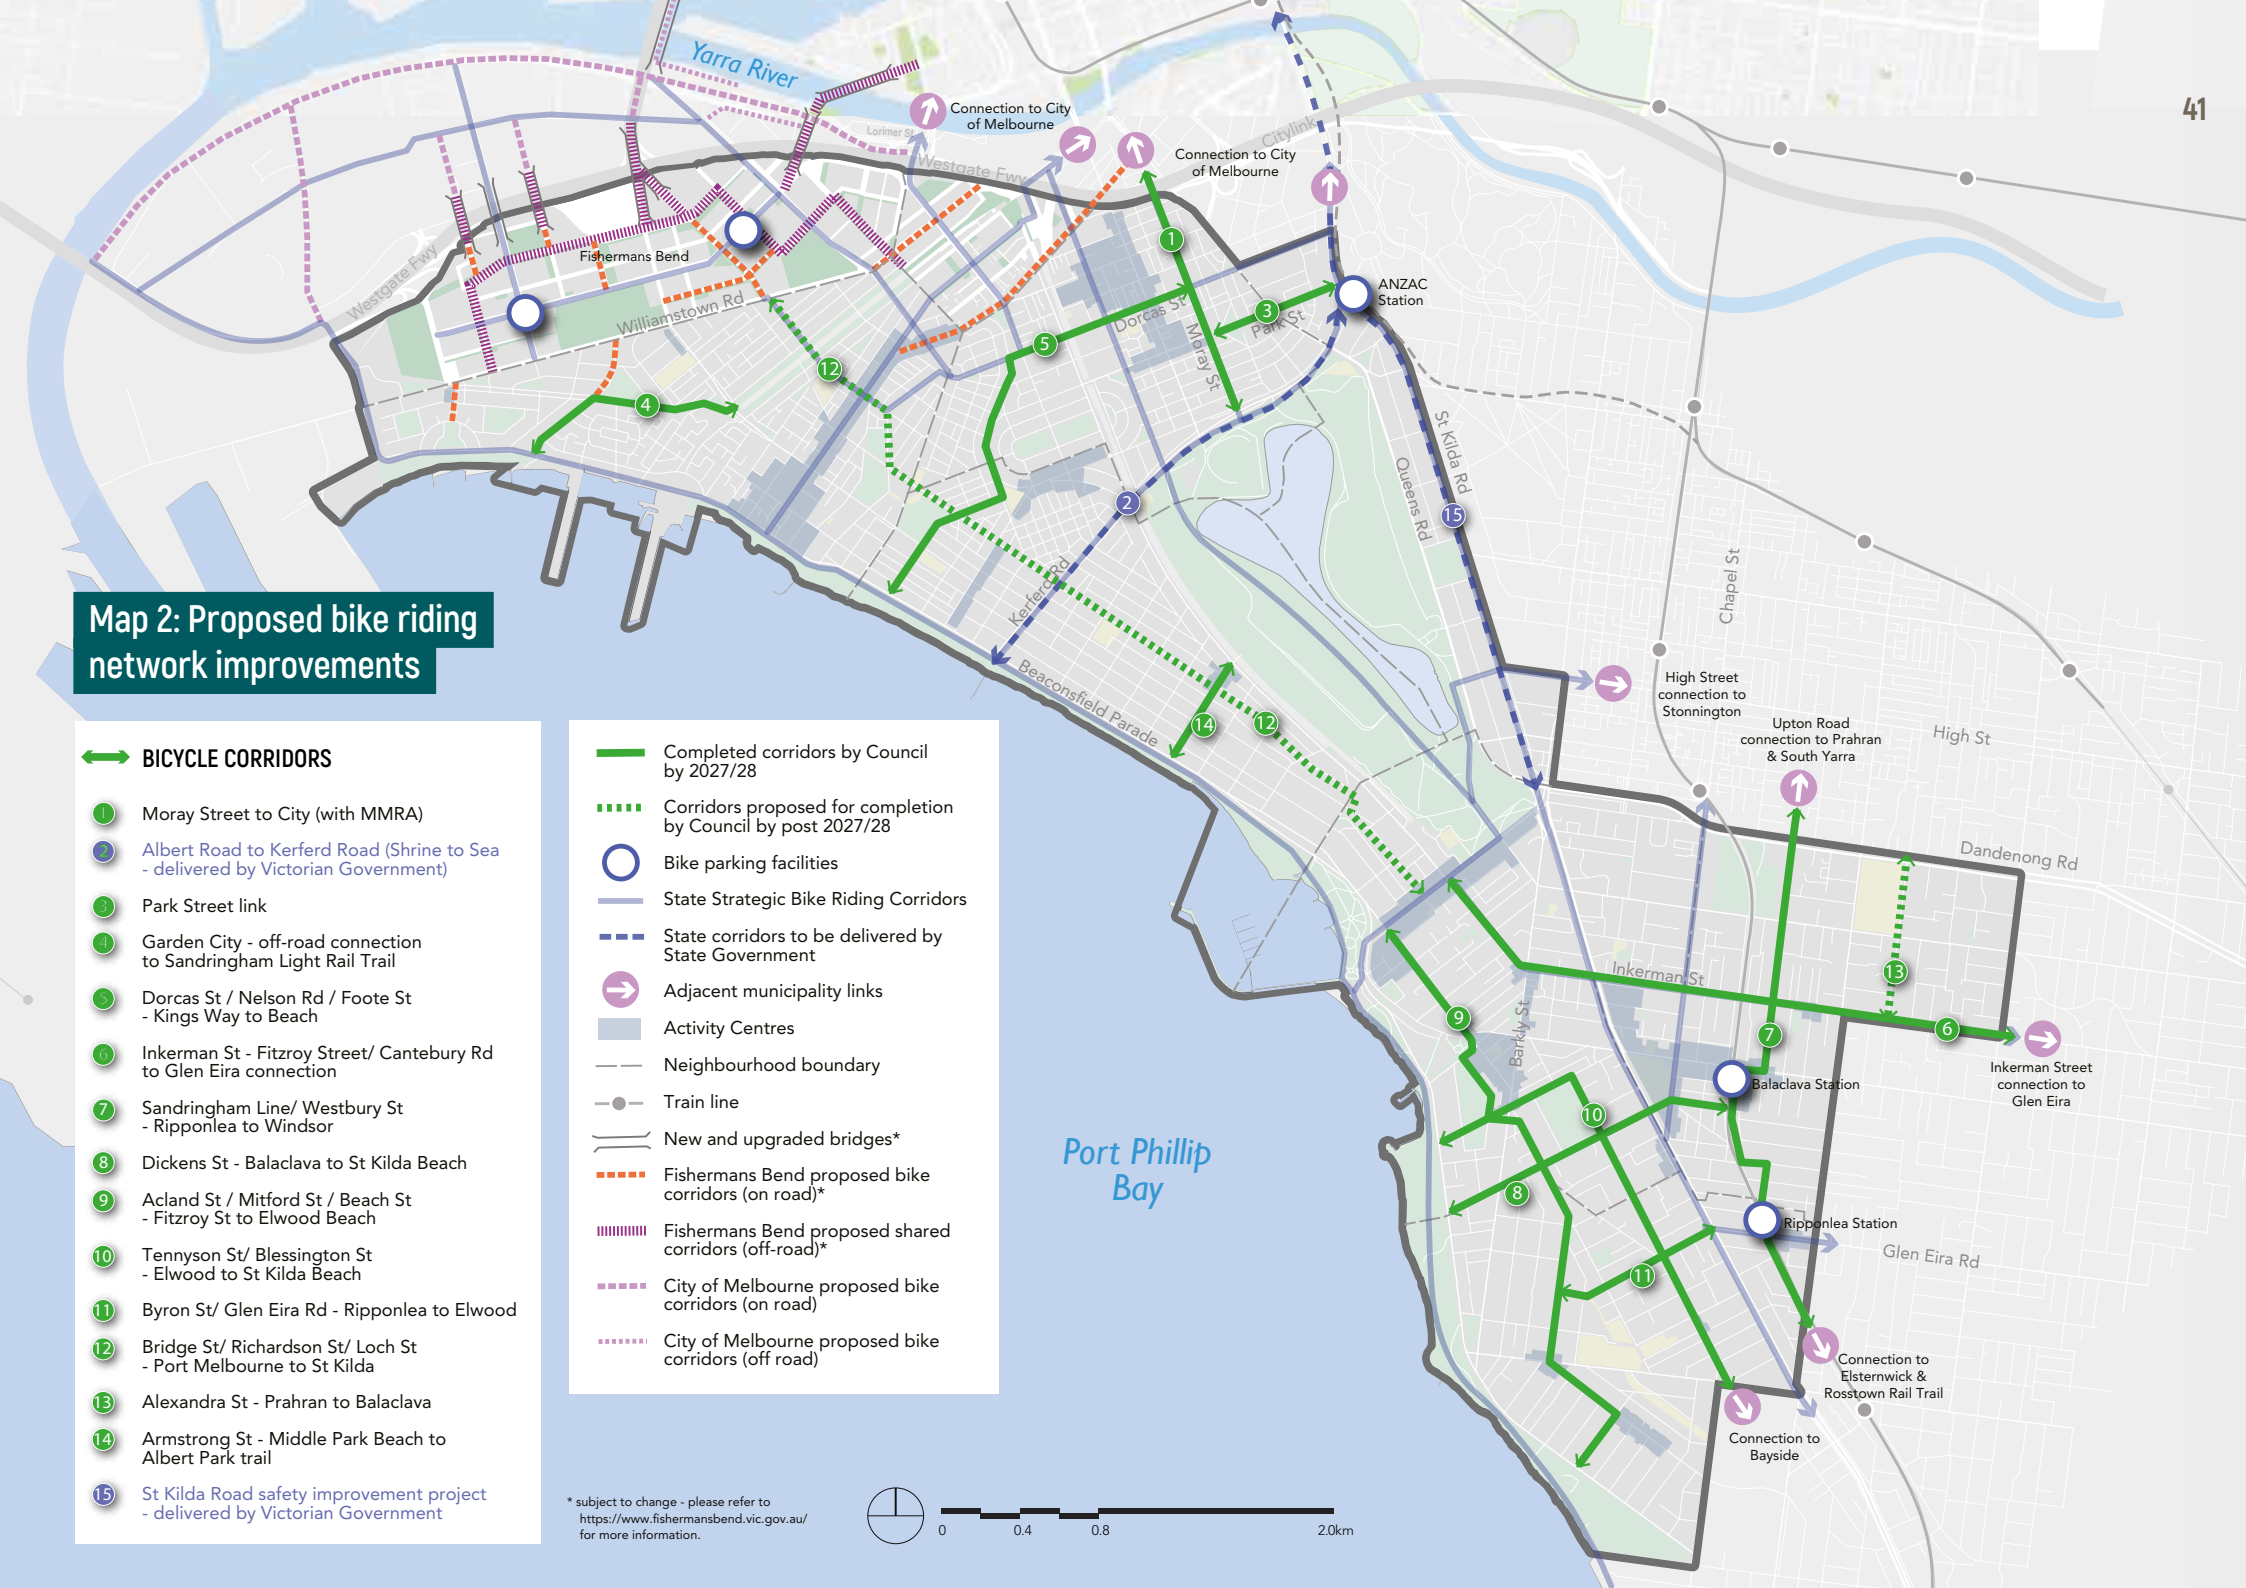 41
Yarra River
Connection to City
of Melbourne
Lorimer St
Westgate Fwy
Citylink
Connection to City
of Melbourne
1
Westgate Fwy
Fishermans Bend
Williamstown Rd
ANZAC
Station
Dorcas St
3
Park St
5
Moray St
12
4
St Kilda Rd
Queens Rd
2
15
Kerferd Rd
Chapel St
Map 2: Proposed bike riding
network improvements
Beaconsfield Parade
14
12
High Street
connection to
Stonnington
Upton Road
connection to Prahran
& South Yarra
High St
Dandenong Rd
Inkerman St
13
9
Barkly St
7
6
Inkerman Street
connection to
Glen Eira
Balaclava Station
10
8
Ripponlea Station
Glen Eira Rd
11
Connection to
Elsternwick &
Rosstown Rail Trail
Connection to
Bayside
Port Phillip
Bay
BICYCLE CORRIDORS
1 Moray Street to City (with MMRA)
2 Albert Road to Kerferd Road (Shrine to Sea
- delivered by Victorian Government)
3 Park Street link
4 Garden City - off-road connection
to Sandringham Light Rail Trail
5 Dorcas St / Nelson Rd / Foote St
- Kings Way to Beach
6 Inkerman St - Fitzroy Street/ Cantebury Rd
to Glen Eira connection
7 Sandringham Line/ Westbury St
- Ripponlea to Windsor
8 Dickens St - Balaclava to St Kilda Beach
9 Acland St / Mitford St / Beach St
- Fitzroy St to Elwood Beach
10 Tennyson St/ Blessington St
- Elwood to St Kilda Beach
11 Byron St/ Glen Eira Rd - Ripponlea to Elwood
12 Bridge St/ Richardson St/ Loch St
- Port Melbourne to St Kilda
13 Alexandra St - Prahran to Balaclava
14 Armstrong St - Middle Park Beach to
Albert Park trail
15 St Kilda Road safety improvement project
- delivered by Victorian Government
Completed corridors by Council
by 2027/28
Corridors proposed for completion
by Council by post 2027/28
Bike parking facilities
State Strategic Bike Riding Corridors
State corridors to be delivered by
State Government
Adjacent municipality links
Activity Centres
Neighbourhood boundary
Train line
New and upgraded bridges*
Fishermans Bend proposed bike
corridors (on road)*
Fishermans Bend proposed shared
corridors (off-road)*
City of Melbourne proposed bike
corridors (on road)
City of Melbourne proposed bike
corridors (off road)
* subject to change - please refer to
https://www.fishermansbend.vic.gov.au/
for more information.
0 0.4 0.8 2.0km